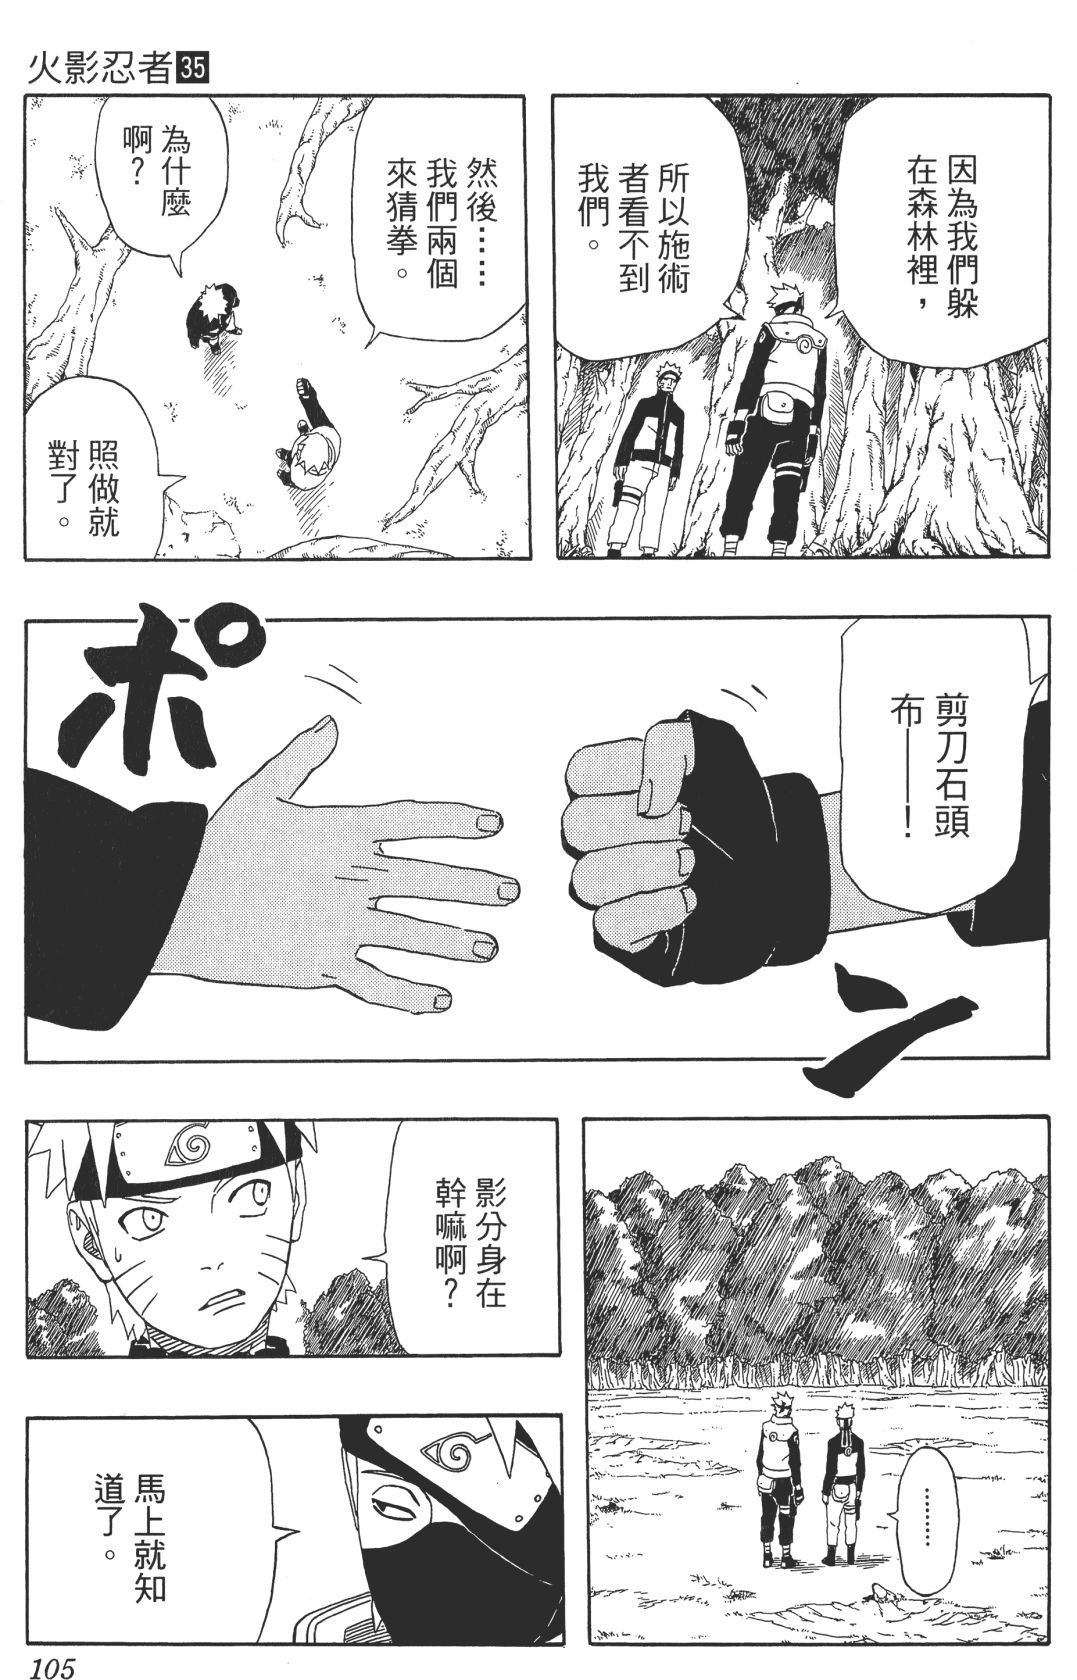 火影忍者35
因為我們躲
在森林裡，
所以施術
者看不到
我們。
然後……
我們兩個
來猜拳。
為什麼
啊？
照做就
對了。
剪刀石頭
布——！
ポン
………
影分身在
幹嘛啊？
馬上就知
道了。
105